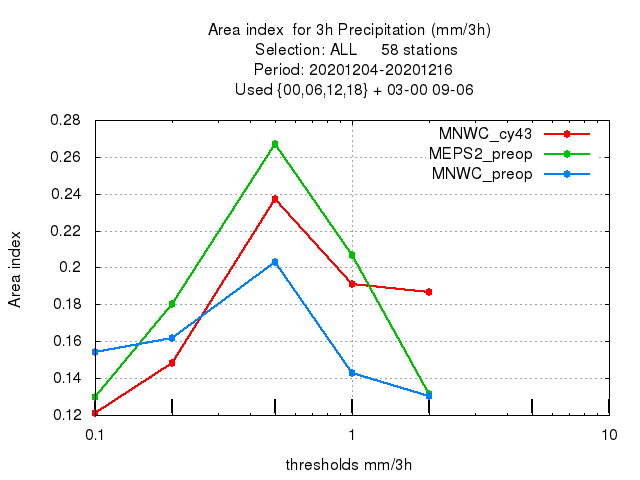 Area index  for 3h Precipitation (mm/3h)
Selection: ALL     58 stations
Period: 20201204-20201216
Used {00,06,12,18} + 03-00 09-06
MNWC_cy43
MEPS2_preop
MNWC_preop
Area index
0.28
0.26
0.24
0.22
0.2
0.18
0.16
0.14
0.12
0.1
1
10
thresholds mm/3h